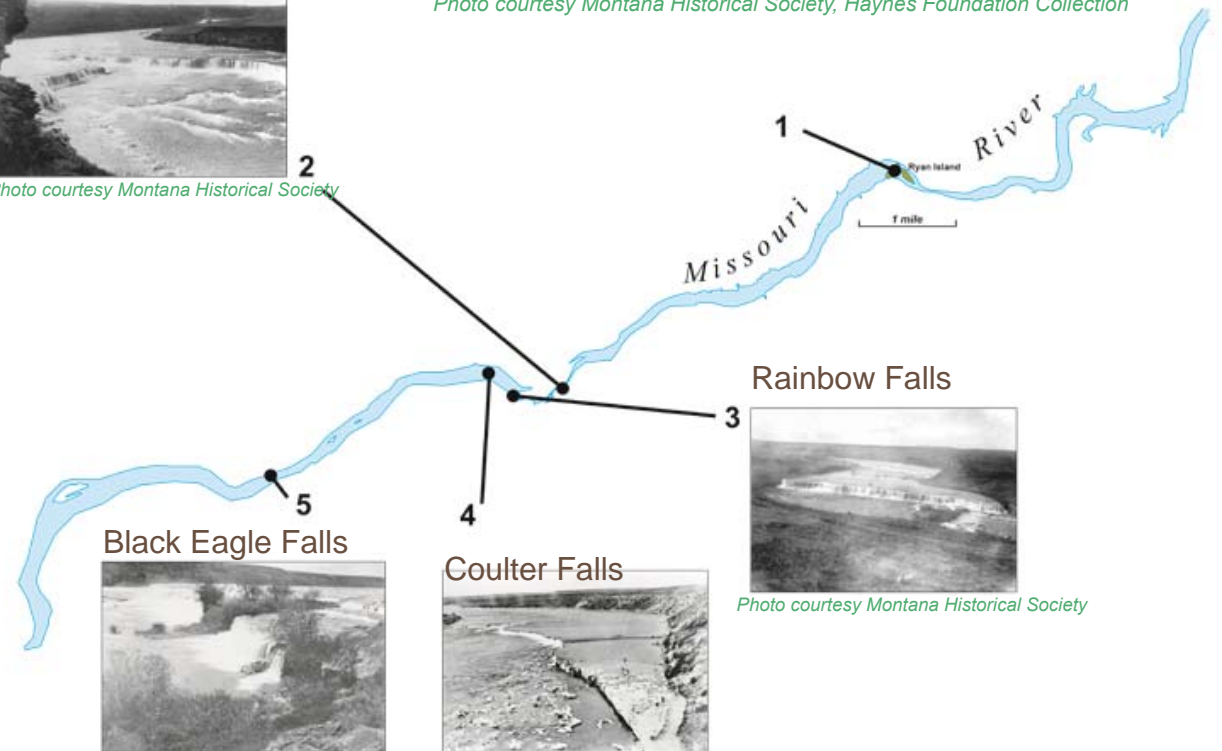 Photo courtesy Montana Historical Society, Haynes Foundation Collection
1
River
Ryan Island
2
Photo courtesy Montana Historical Society
1 mile
Missouri
Rainbow Falls
3
5
4
Black Eagle Falls
Coulter Falls
Photo courtesy Montana Historical Society